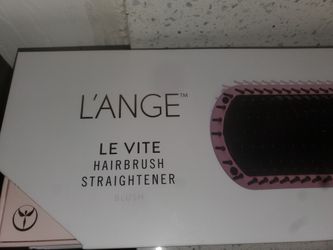 L'ANGE™
LE VITE
HAIRBRUSH
STRAIGHTENER
BLUSH